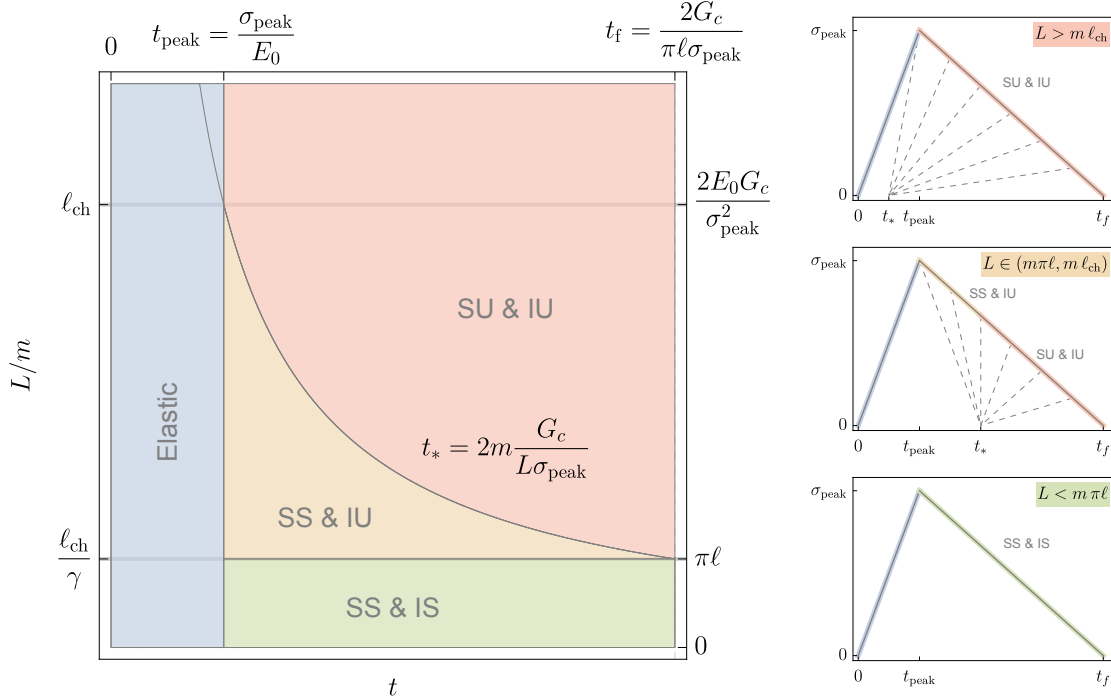 0
t_peak = σ_peak / E_0
t_f = 2G_c / πℓσ_peak
ℓ_ch
2E_0G_c / σ²_peak
L/m
Elastic
SU & IU
t_* = 2m G_c / Lσ_peak
SS & IU
ℓ_ch / γ
πℓ
SS & IS
0
t
σ_peak
L > m ℓ_ch
SU & IU
0
0 t_* t_peak t_f
σ_peak
L ∈ (mπℓ, m ℓ_ch)
SS & IU
SU & IU
0
0 t_peak t_* t_f
σ_peak
L < m πℓ
SS & IS
0
0 t_peak t_f